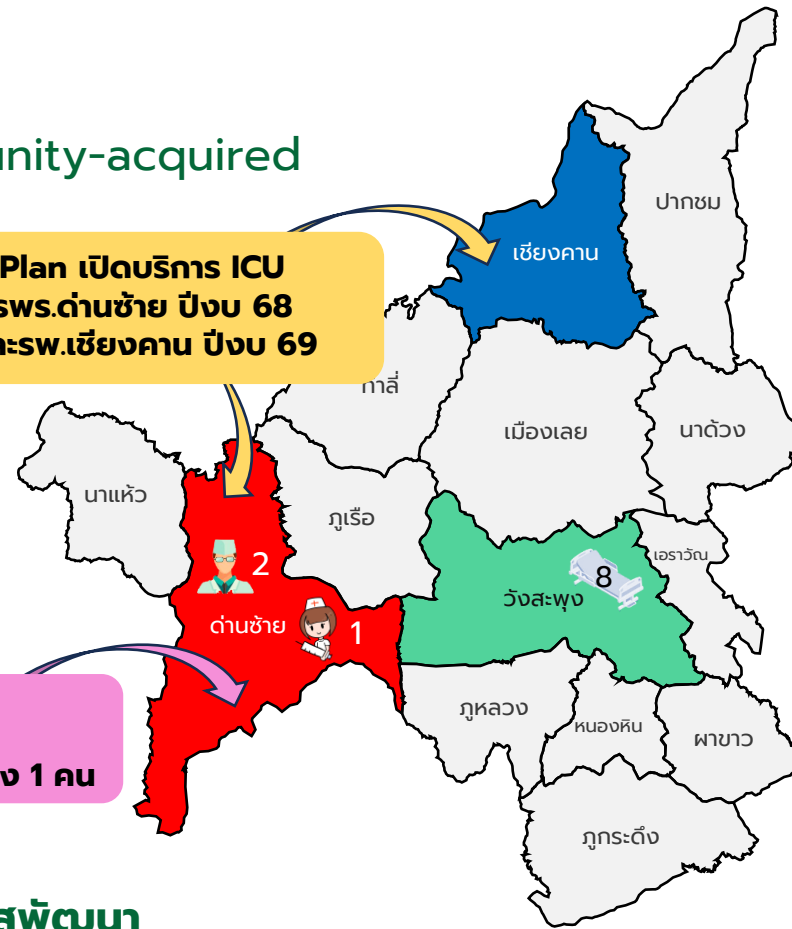 unity-acquired
Plan เปิดบริการ ICU
รพร.ด่านซ้าย ปีงบ 68
ละรพ.เชียงคาน ปีงบ 69
ปากชม
เชียงคาน
ท่าลี่
เมืองเลย
นาด้วง
นาแห้ว
ภูเรือ
เอราวัณ
2
8
วังสะพุง
ด่านซ้าย
1
ภูหลวง
หนองหิน
ผาขาว
ง 1 คน
ภูกระดึง
สพัฒนา